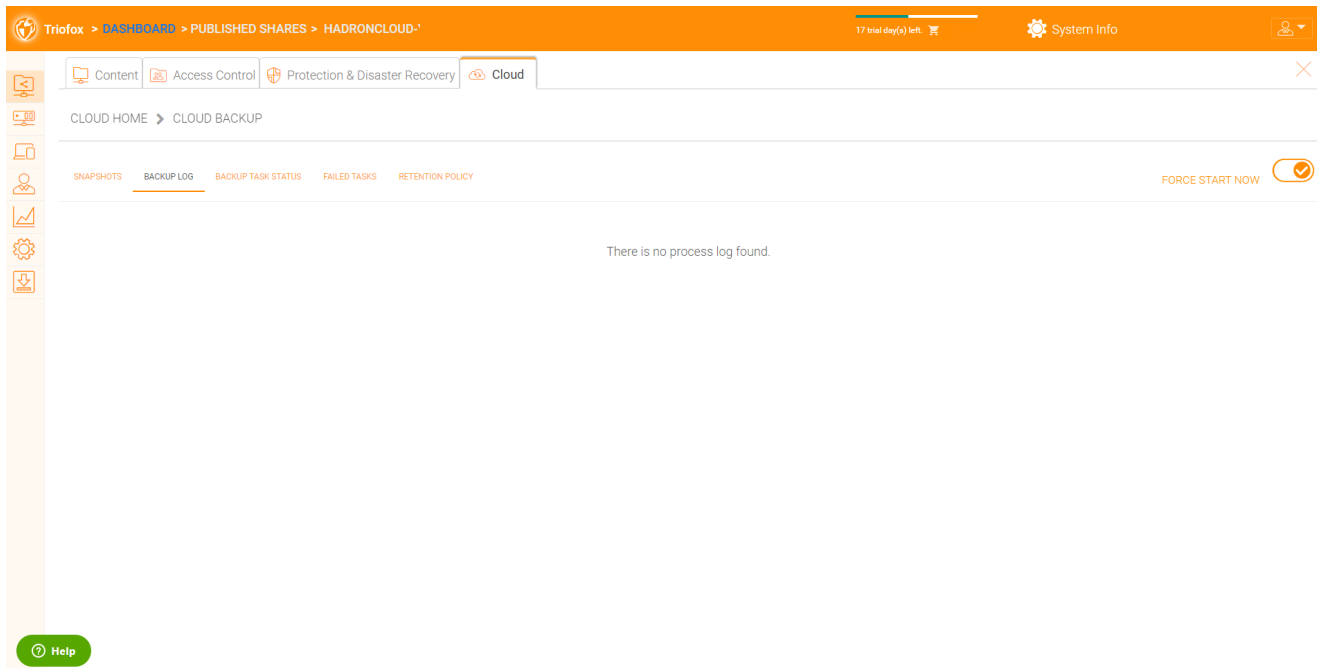 Triofox > DASHBOARD > PUBLISHED SHARES > HADRONCLOUD-1
17 trial day(s) left.
System Info
Content
Access Control
Protection & Disaster Recovery
Cloud
CLOUD HOME > CLOUD BACKUP
SNAPSHOTS
BACKUP LOG
BACKUP TASK STATUS
FAILED TASKS
RETENTION POLICY
FORCE START NOW
There is no process log found.
Help